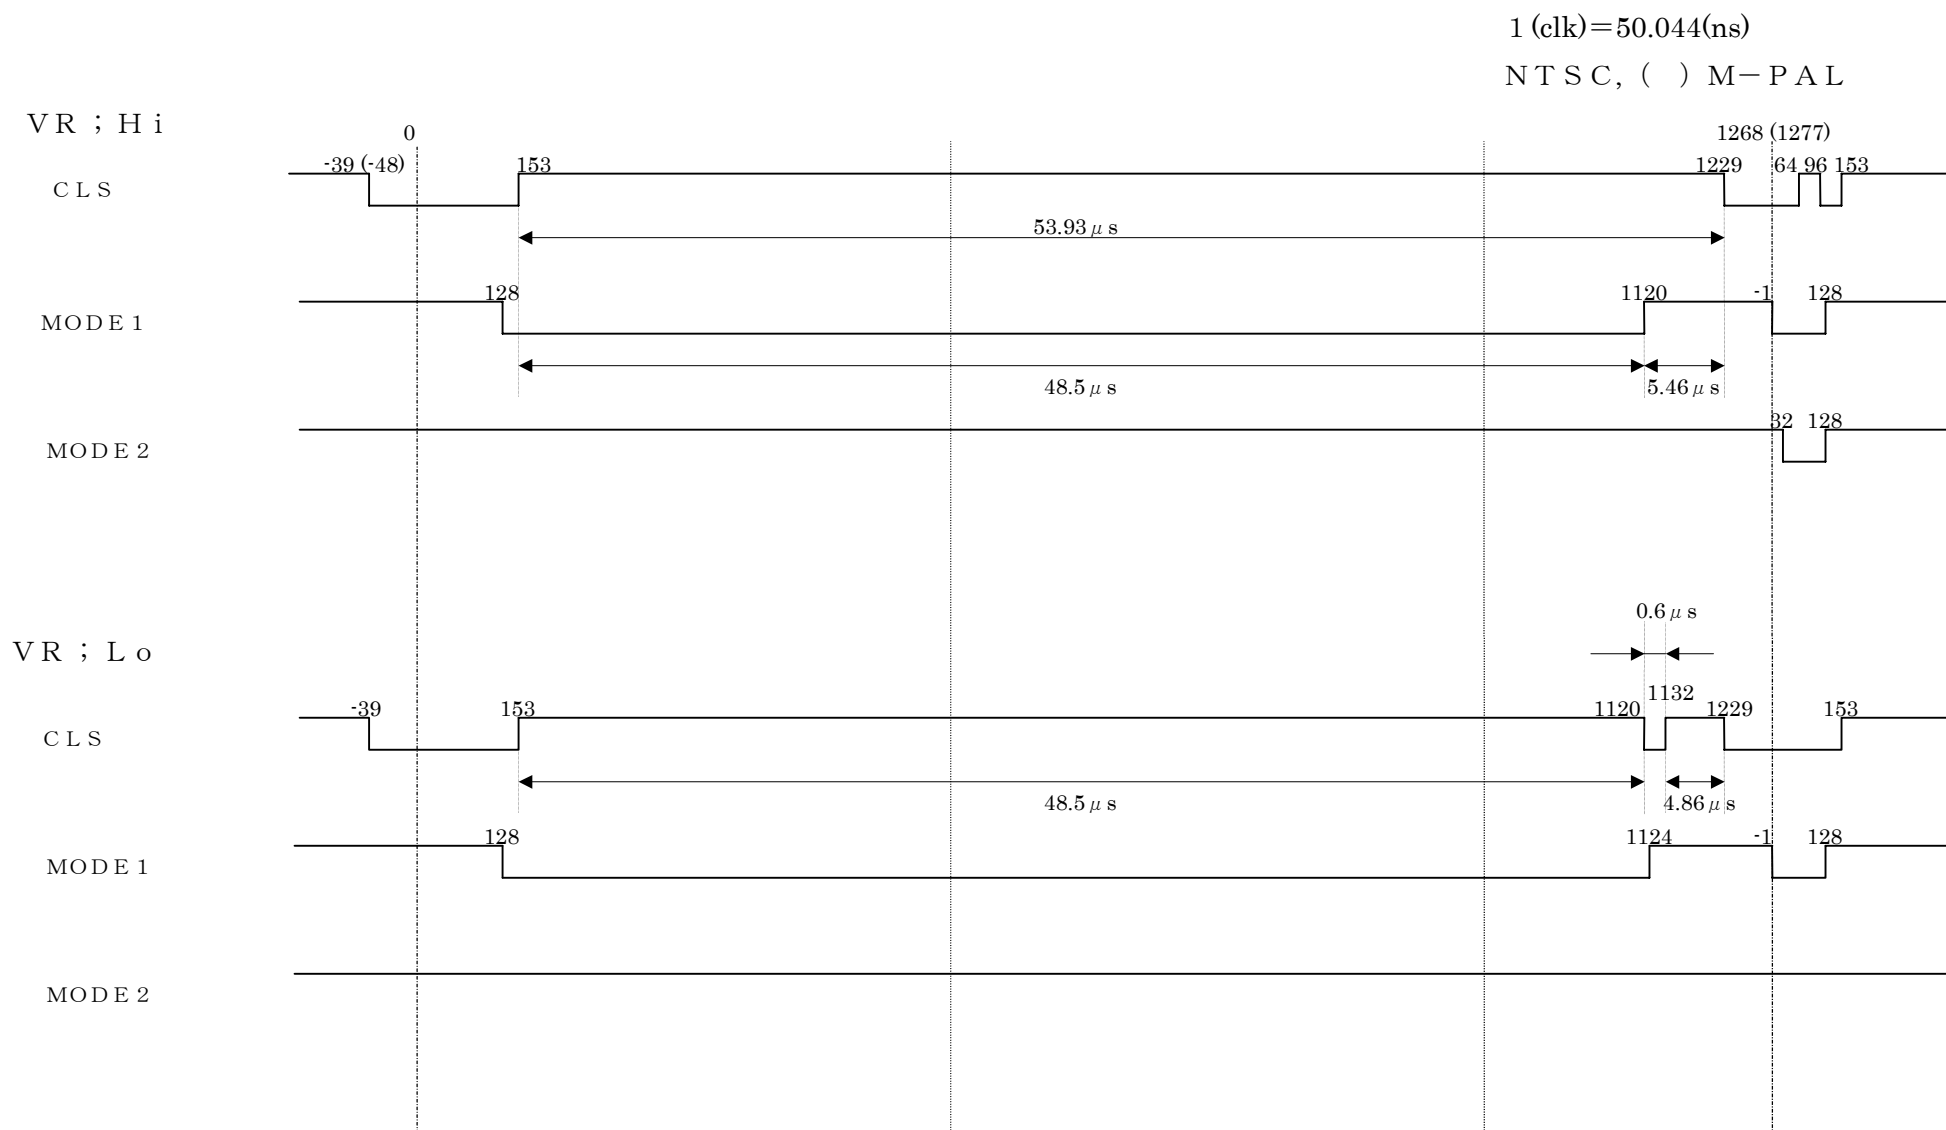 1 (clk)＝50.044(ns)
ＮＴＳＣ, (　) Ｍ－ＰＡＬ
ＶＲ；Ｈｉ
0
1268 (1277)
-39 (-48)
153
1229
64 96 153
ＣＬＳ
53.93μｓ
128
1120
-1
128
ＭＯＤＥ１
48.5μｓ
5.46μｓ
32
128
ＭＯＤＥ２
0.6μｓ
ＶＲ；Ｌｏ
1132
-39
153
1120
1229
153
ＣＬＳ
48.5μｓ
4.86μｓ
128
1124
-1
128
ＭＯＤＥ１
ＭＯＤＥ２